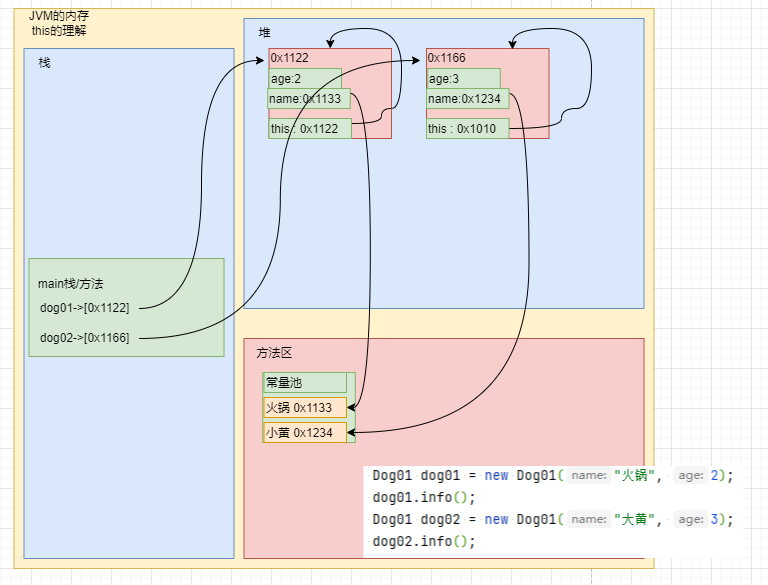 JVM的内存
this的理解
栈
main栈/方法
dog01->[0x1122]
dog02->[0x1166]
堆
0x1122
age:2
name:0x1133
this : 0x1122
0x1166
age:3
name:0x1234
this : 0x1010
方法区
常量池
火锅 0x1133
小黄 0x1234
Dog01 dog01 = new Dog01( name: "火锅", age: 2);
dog01.info();
Dog01 dog02 = new Dog01( name: "大黄", age: 3);
dog02.info();